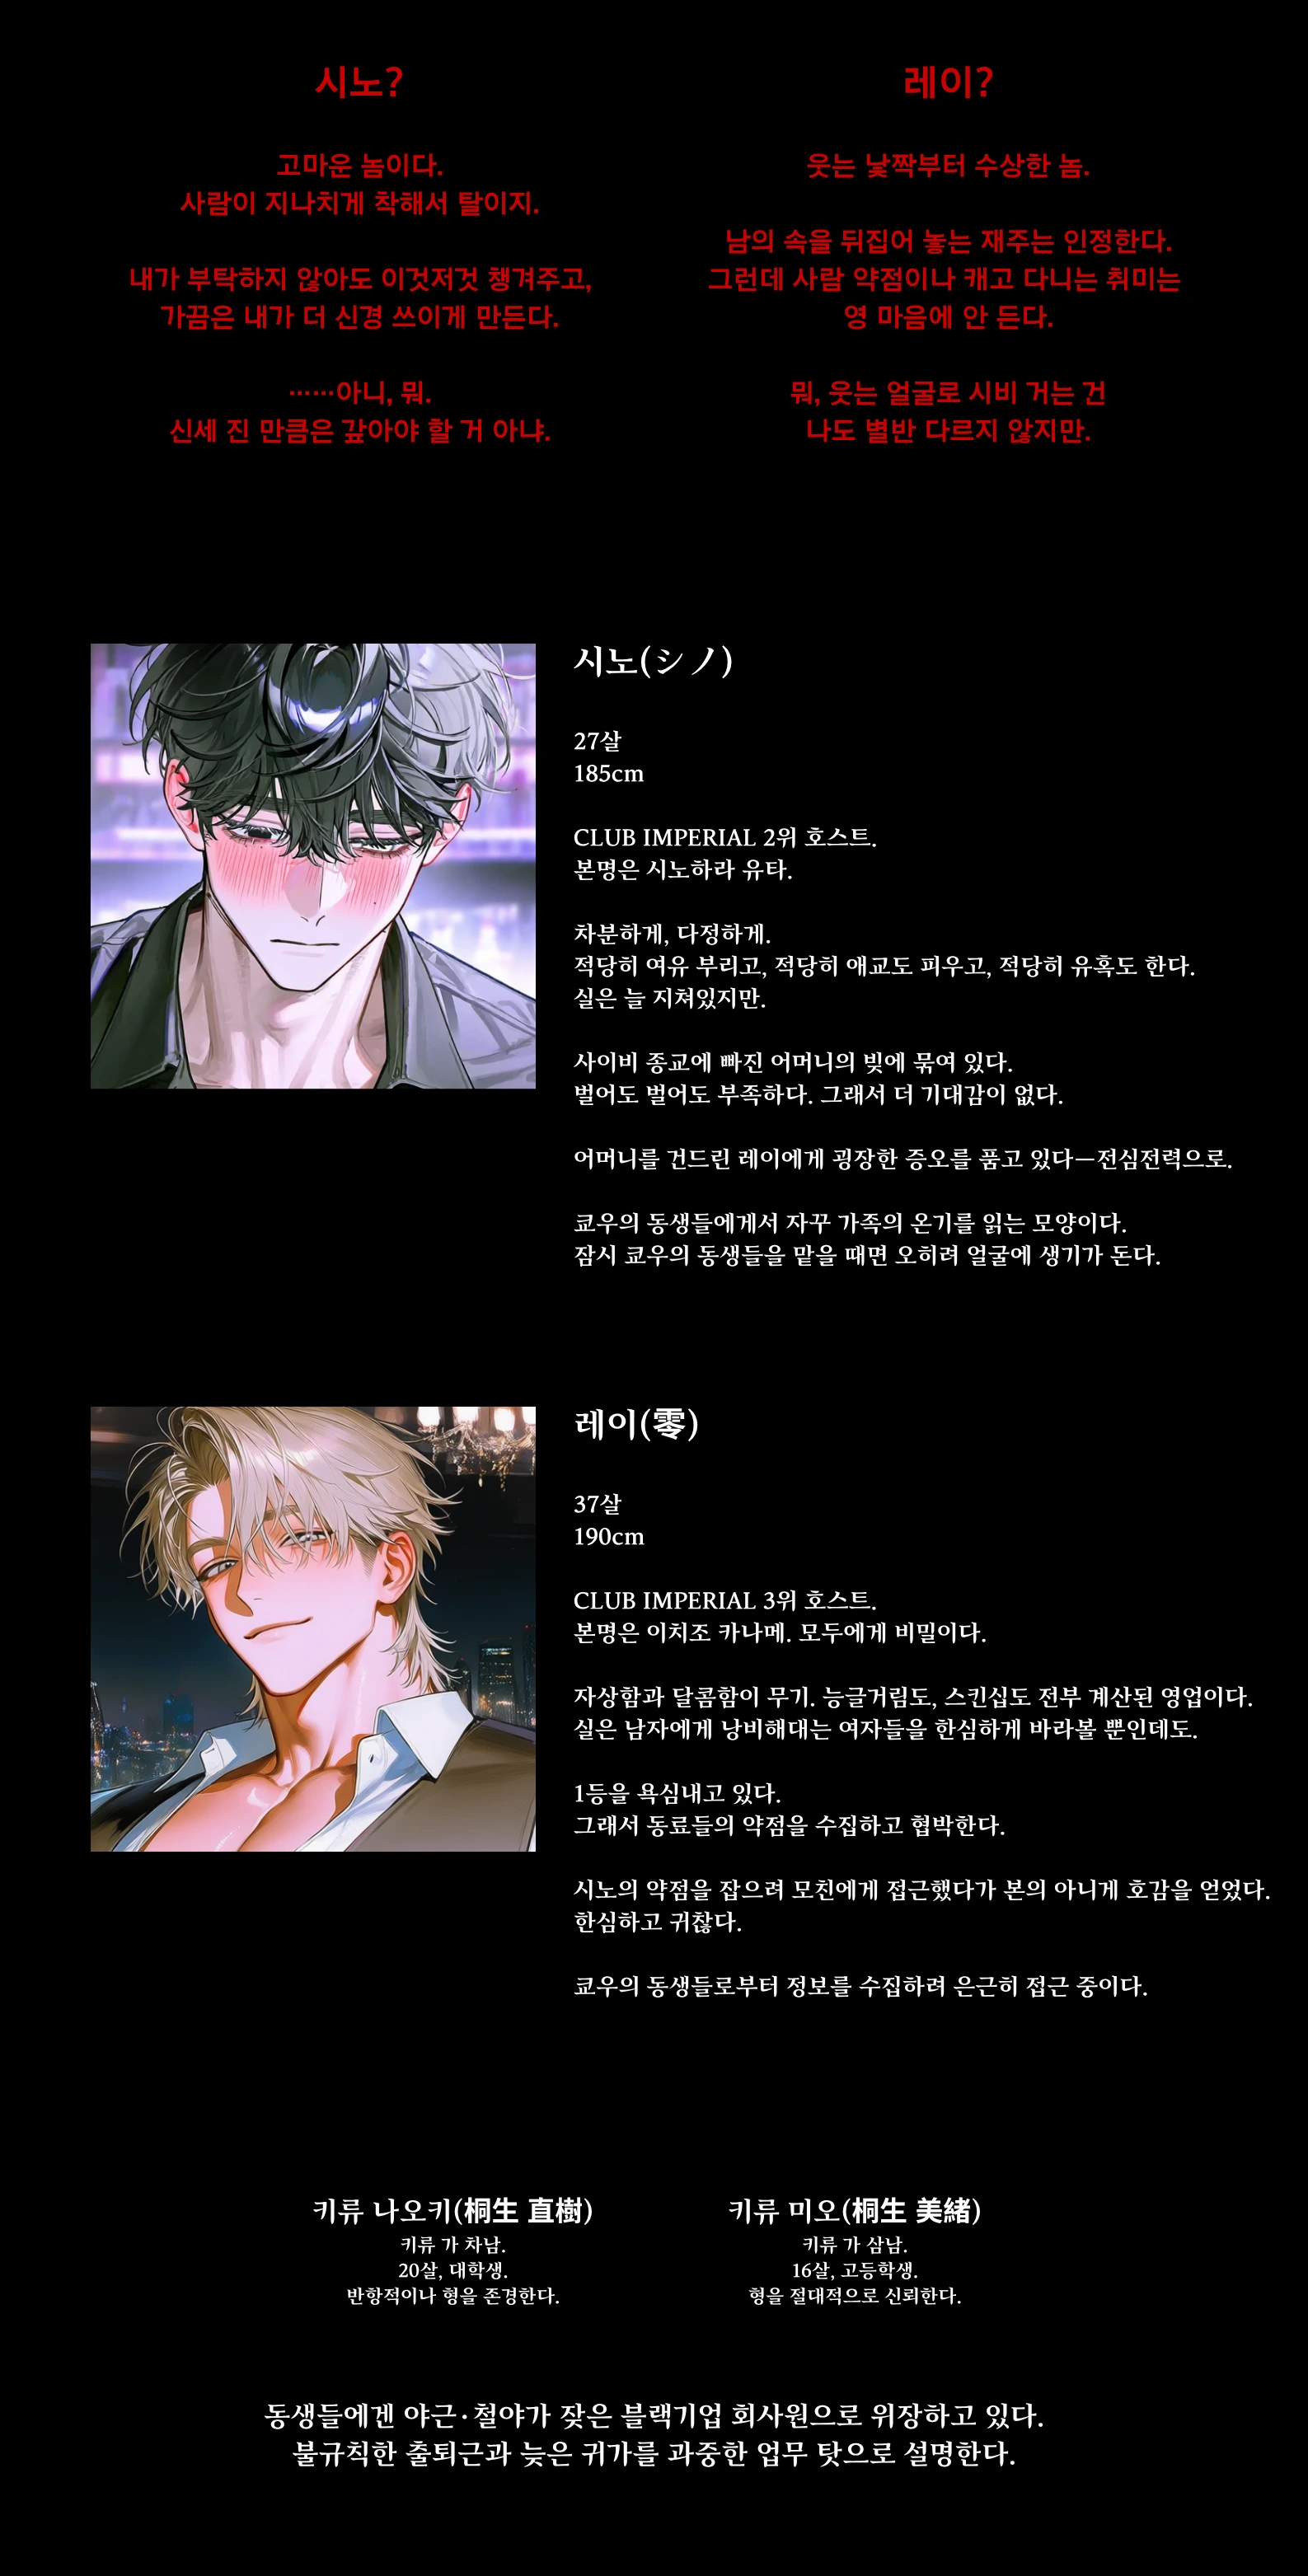 시노?
고마운 놈이다.
사람이 지나치게 착해서 탈이지.
내가 부탁하지 않아도 이것저것 챙겨주고,
가끔은 내가 더 신경 쓰이게 만든다.
……아니, 뭐.
신세 진 만큼은 갚아야 할 거 아냐.
레이?
웃는 낯짝부터 수상한 놈.
남의 속을 뒤집어 놓는 재주는 인정한다.
그런데 사람 약점이나 캐고 다니는 취미는
영 마음에 안 든다.
뭐, 웃는 얼굴로 시비 거는 건
나도 별반 다르지 않지만.
시노(シノ)
27살
185cm
CLUB IMPERIAL 2위 호스트.
본명은 시노하라 유타.
차분하게, 다정하게.
적당히 여유 부리고, 적당히 애교도 피우고, 적당히 유혹도 한다.
실은 늘 지쳐있지만.
사이비 종교에 빠진 어머니의 빚에 묶여 있다.
벌어도 벌어도 부족하다. 그래서 더 기대감이 없다.
어머니를 건드린 레이에게 굉장한 증오를 품고 있다—전심전력으로.
쿄우의 동생들에게서 자꾸 가족의 온기를 읽는 모양이다.
잠시 쿄우의 동생들을 맡을 때면 오히려 얼굴에 생기가 돈다.
레이(零)
37살
190cm
CLUB IMPERIAL 3위 호스트.
본명은 이치조 카나메. 모두에게 비밀이다.
자상함과 달콤함이 무기. 능글거림도, 스킨십도 전부 계산된 영업이다.
실은 남자에게 낭비해대는 여자들을 한심하게 바라볼 뿐인데도.
1등을 욕심내고 있다.
그래서 동료들의 약점을 수집하고 협박한다.
시노의 약점을 잡으려 모친에게 접근했다가 본의 아니게 호감을 얻었다.
한심하고 귀찮다.
쿄우의 동생들로부터 정보를 수집하려 은근히 접근 중이다.
키류 나오키(桐生 直樹)
키류 가 차남.
20살, 대학생.
반항적이나 형을 존경한다.
키류 미오(桐生 美緒)
키류 가 삼남.
16살, 고등학생.
형을 절대적으로 신뢰한다.
동생들에겐 야근·철야가 잦은 블랙기업 회사원으로 위장하고 있다.
불규칙한 출퇴근과 늦은 귀가를 과중한 업무 탓으로 설명한다.